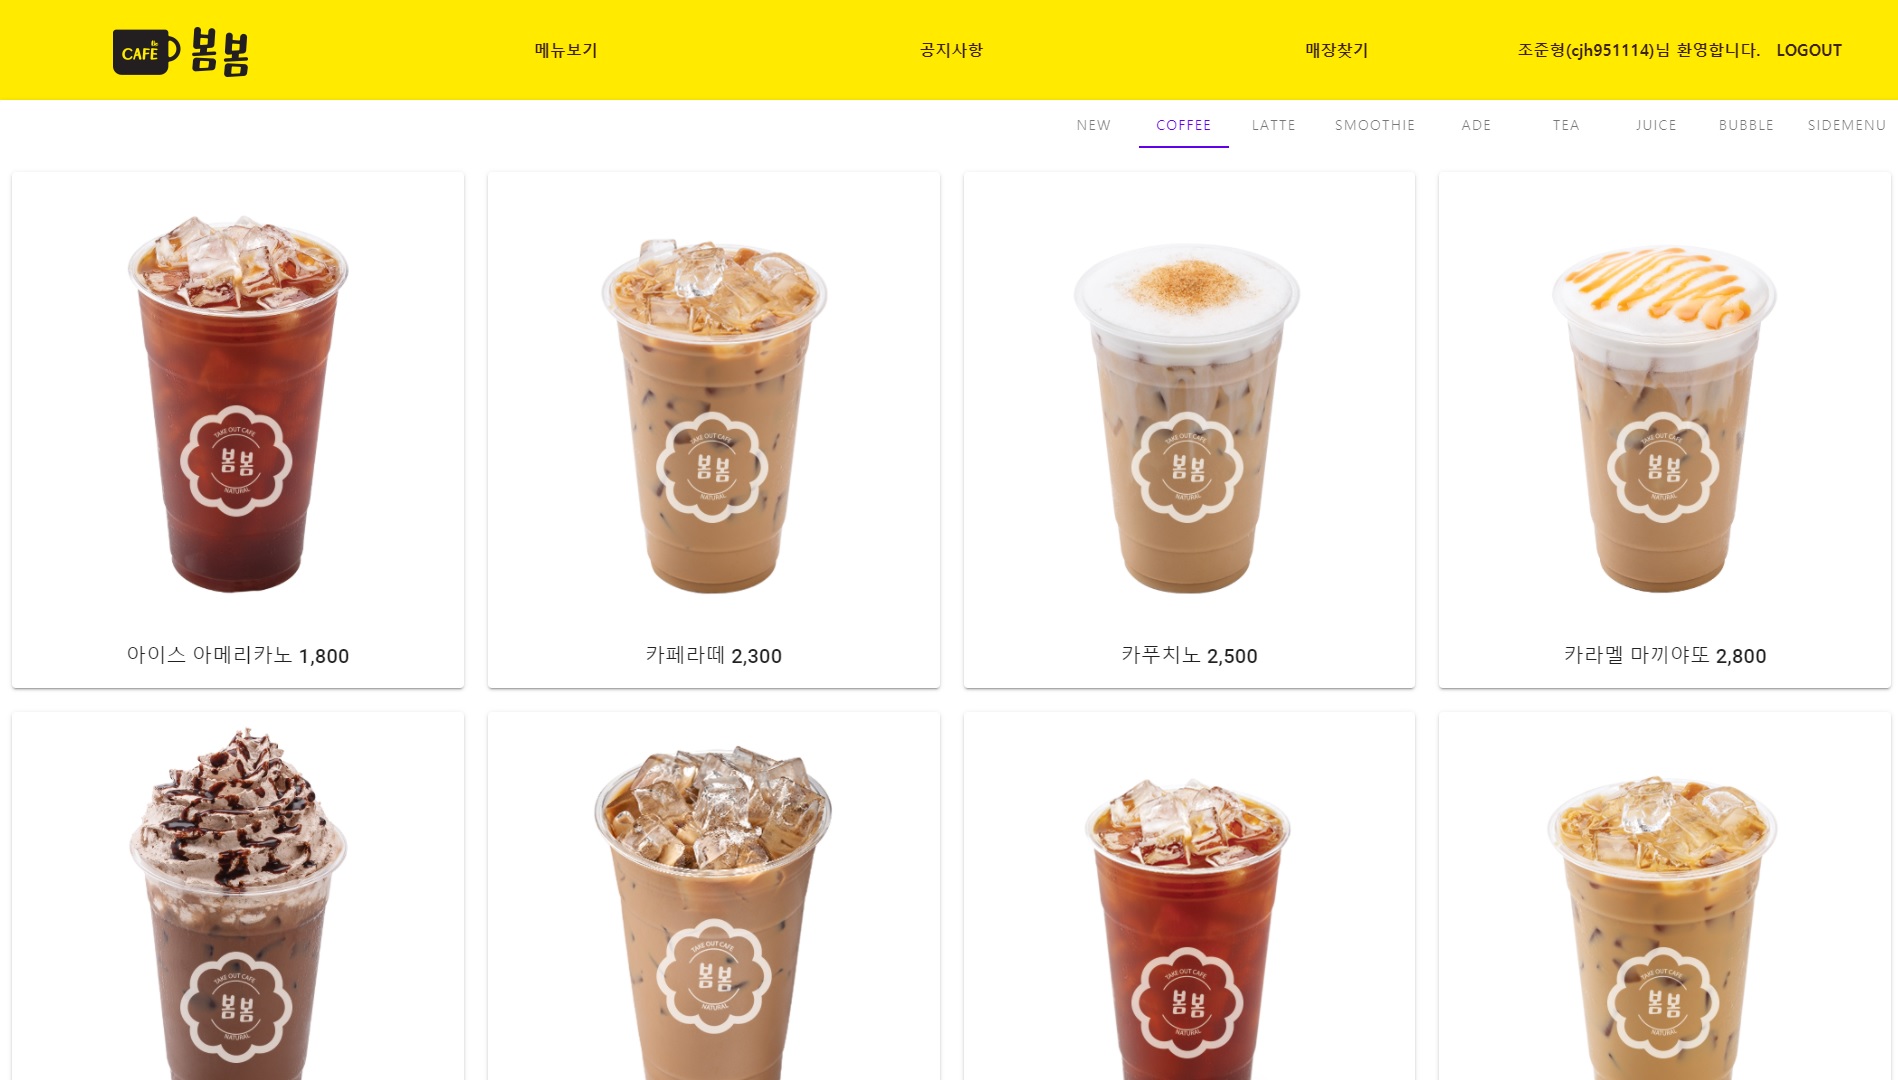 CAFÉ 봄봄
메뉴보기 공지사항 매장찾기 조준형(cjh951114)님 환영합니다. LOGOUT
NEW COFFEE LATTE SMOOTHIE ADE TEA JUICE BUBBLE SIDEMENU
TAKE OUT CAFE
봄봄
NATURAL
TAKE OUT CAFE
봄봄
NATURAL
TAKE OUT CAFE
봄봄
NATURAL
TAKE OUT CAFE
봄봄
NATURAL
아이스 아메리카노 1,800
카페라떼 2,300
카푸치노 2,500
카라멜 마끼야또 2,800
TAKE OUT CAFE
봄봄
NATURAL
TAKE OUT CAFE
봄봄
NATURAL
TAKE OUT CAFE
봄봄
NATURAL
TAKE OUT CAFE
봄봄
NATURAL